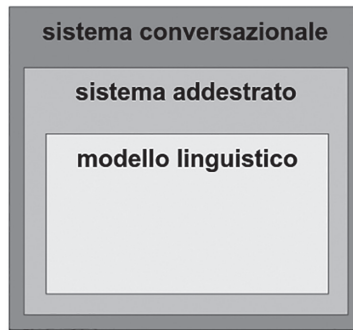 sistema conversazionale
sistema addestrato
modello linguistico